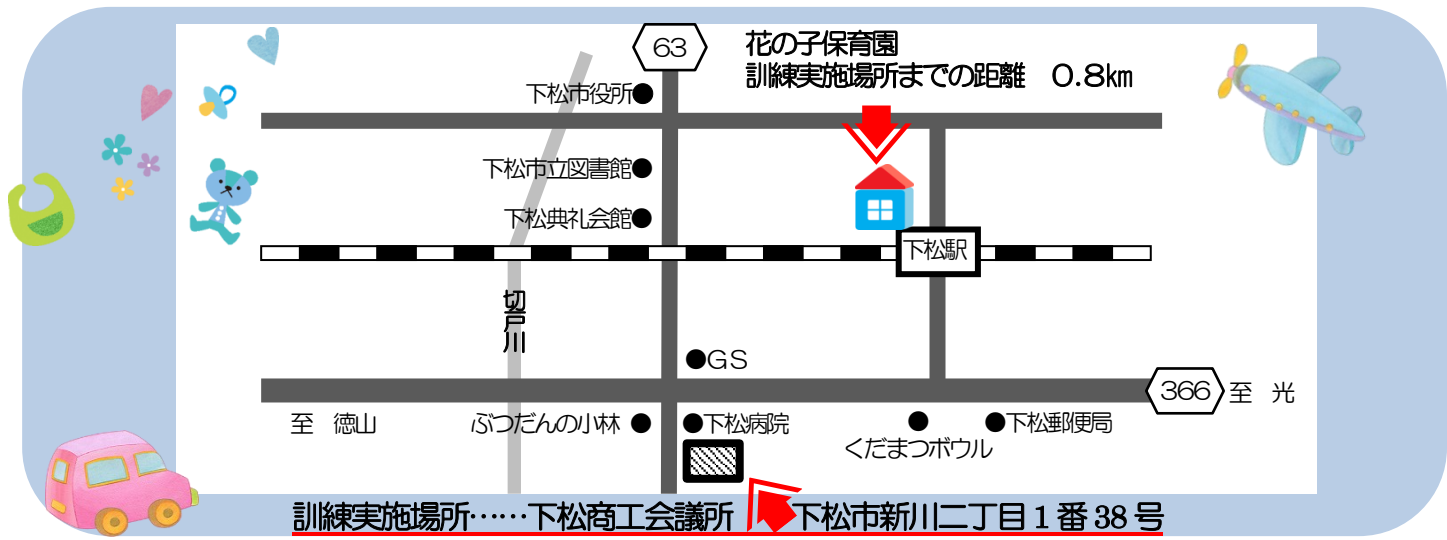 63
花の子保育園
訓練実施場所までの距離　０.８㎞
下松市役所●
下松市立図書館●
下松典礼会館●
下松駅
切戸川
●ＧＳ
366
至　光
至　徳山
ぶつだんの小林　●
●下松病院
くだまつボウル
●下松郵便局
訓練実施場所……下松商工会議所
下松市新川二丁目1番38号